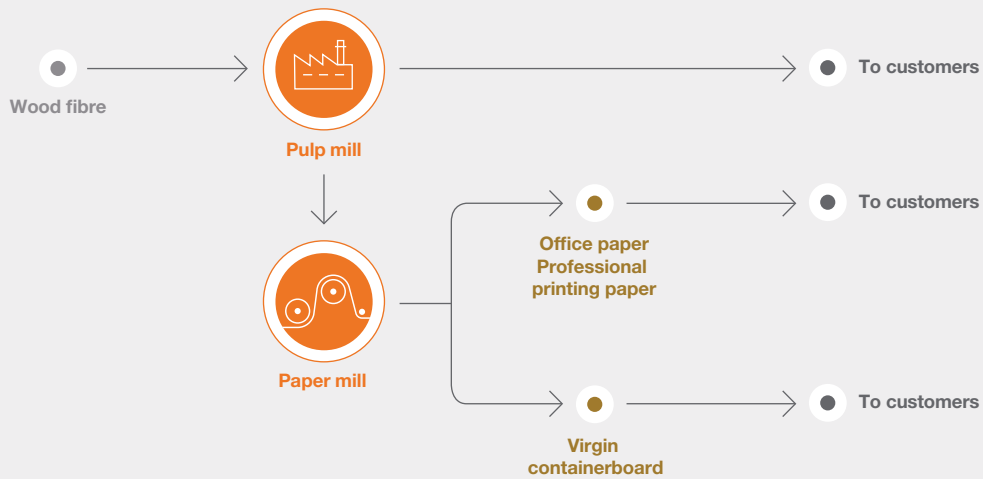 To customers
Wood fibre
Pulp mill
To customers
Office paper
Professional
printing paper
Paper mill
To customers
Virgin
containerboard